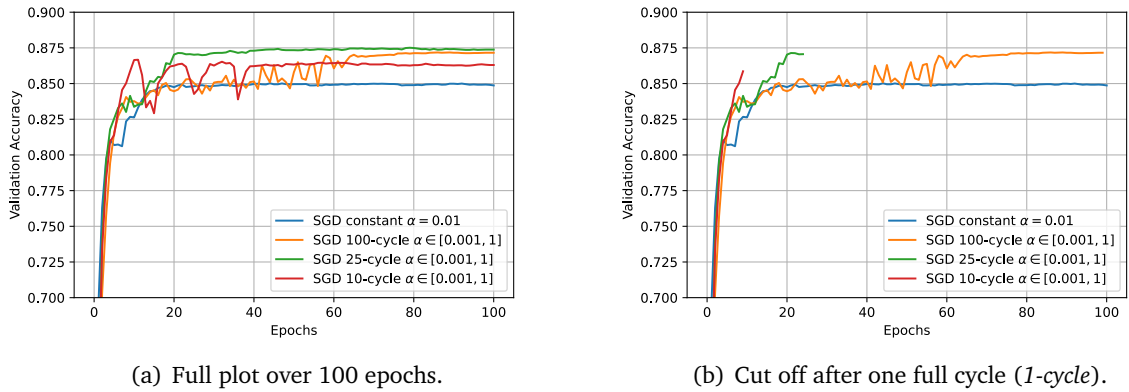 0.900
0.875
0.850
0.825
0.800
0.775
0.750
0.725
0.700
Validation Accuracy
0 20 40 60 80 100
Epochs
SGD constant α = 0.01
SGD 100-cycle α ∈ [0.001, 1]
SGD 25-cycle α ∈ [0.001, 1]
SGD 10-cycle α ∈ [0.001, 1]
(a) Full plot over 100 epochs.
0.900
0.875
0.850
0.825
0.800
0.775
0.750
0.725
0.700
Validation Accuracy
0 20 40 60 80 100
Epochs
SGD constant α = 0.01
SGD 100-cycle α ∈ [0.001, 1]
SGD 25-cycle α ∈ [0.001, 1]
SGD 10-cycle α ∈ [0.001, 1]
(b) Cut off after one full cycle (1-cycle).